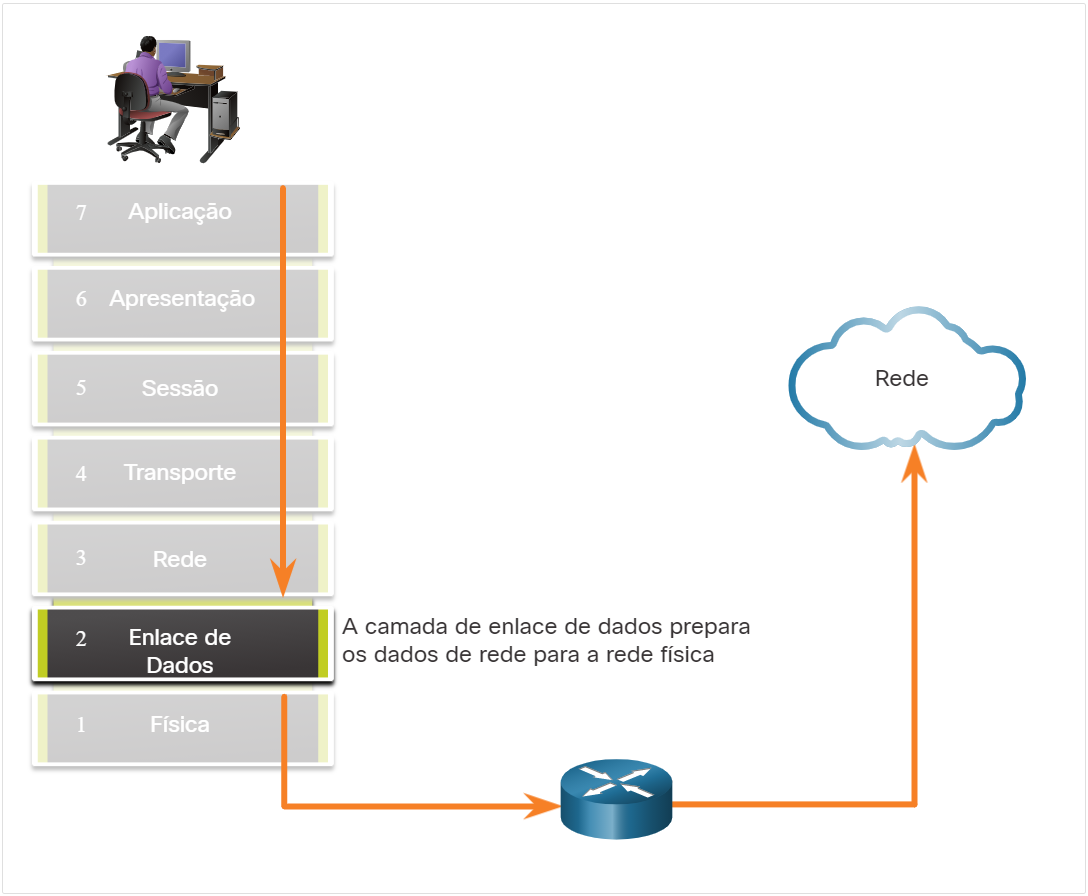 7 Aplicação
6 Apresentação
5 Sessão
4 Transporte
3 Rede
2 Enlace de
Dados
A camada de enlace de dados prepara
os dados de rede para a rede física
1 Física
Rede